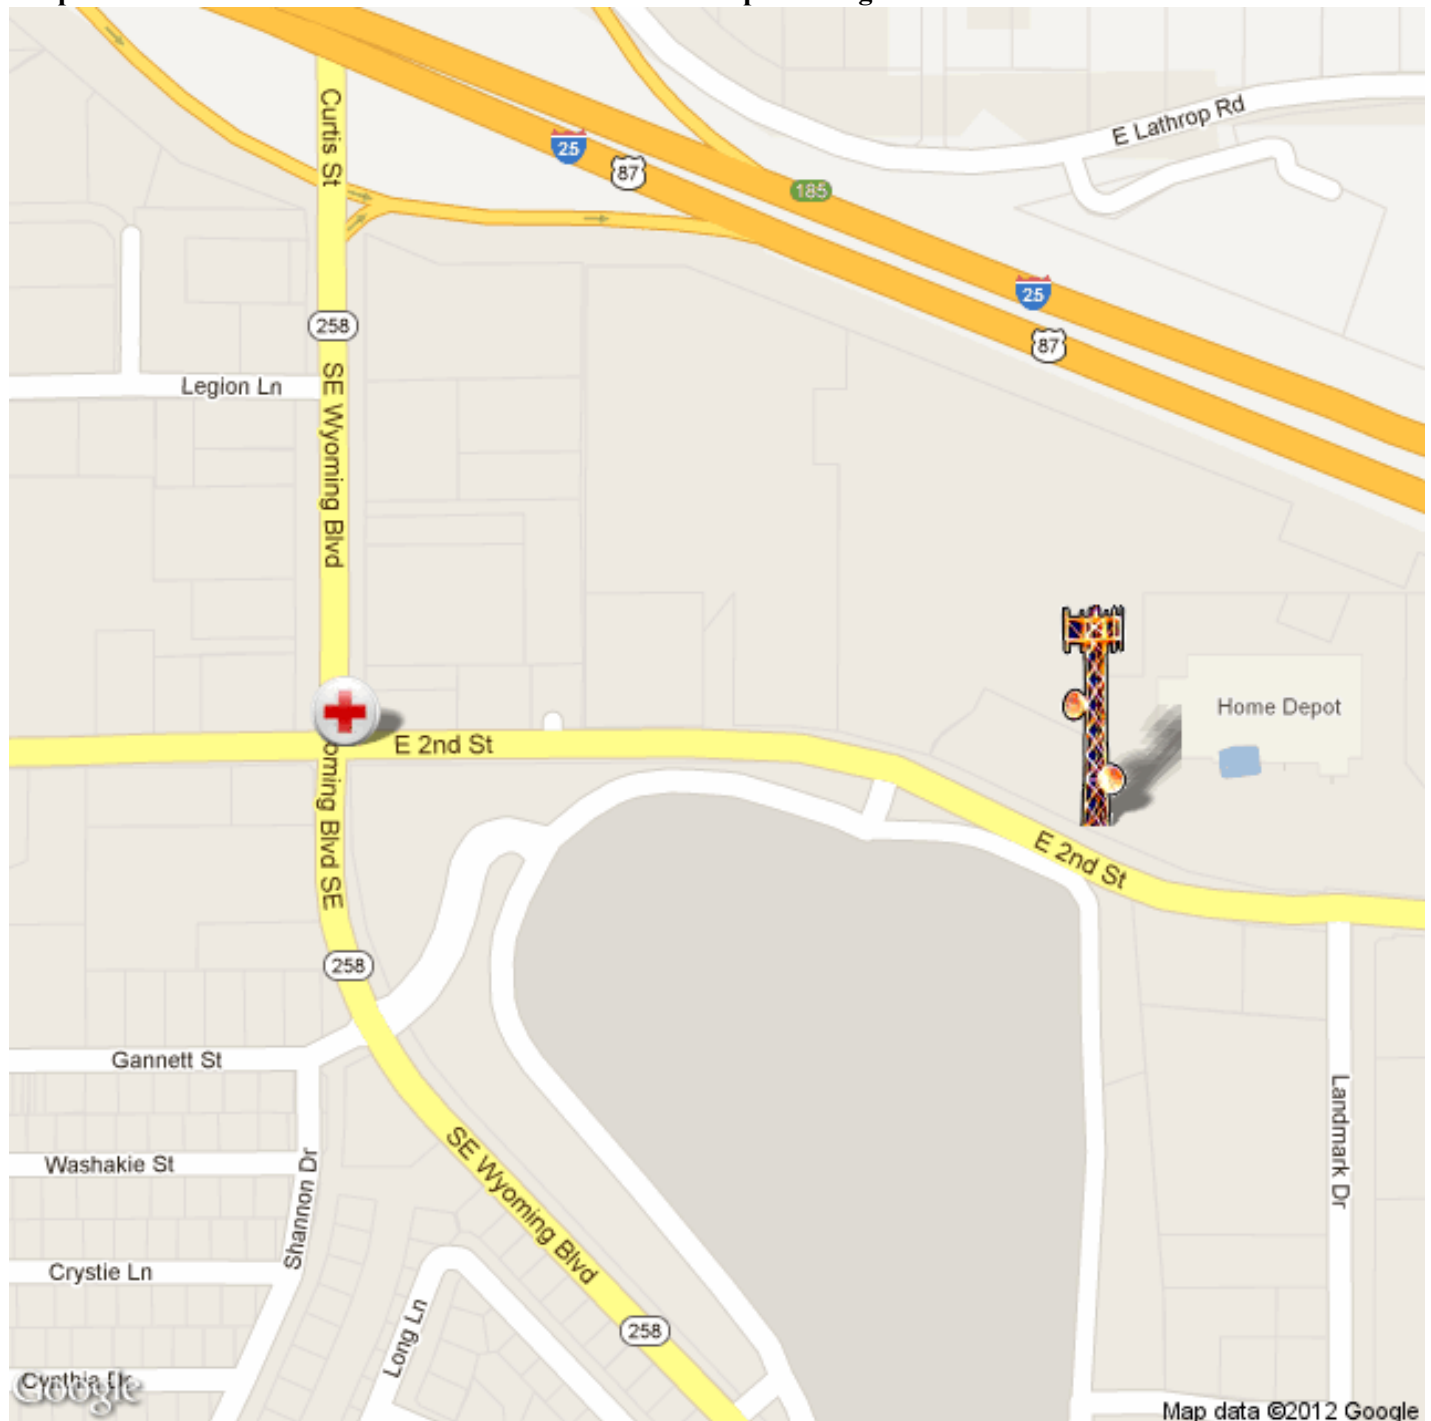 E Lathrop Rd
Curtis St
25
87
185
25
258
87
Legion Ln
SE Wyoming Blvd
Home Depot
E 2nd St
oming Blvd SE
E 2nd St
258
Gannett St
Landmark Dr
SE Wyoming Blvd
Washakie St
Shannon Dr
Crystie Ln
Long Ln
258
Cynthia Dr
Google
Map data ©2012 Google